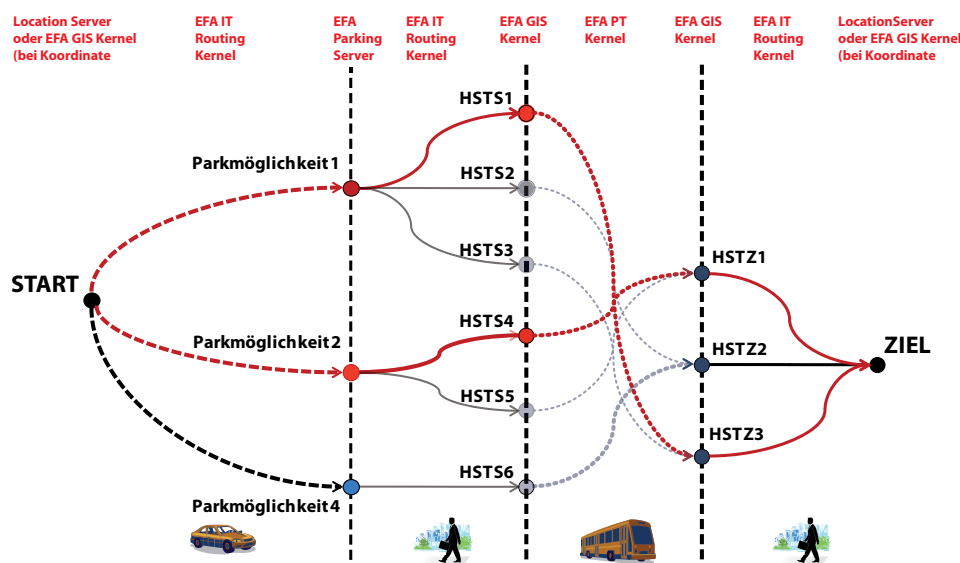 Location Server
oder EFA GIS Kernel
(bei Koordinate
EFA IT
Routing
Kernel
EFA
Parking
Server
EFA IT
Routing
Kernel
EFA GIS
Kernel
EFA PT
Kernel
EFA GIS
Kernel
EFA IT
Routing
Kernel
LocationServer
oder EFA GIS Kernel
(bei Koordinate
HSTS1
Parkmöglichkeit 1
HSTS2
HSTS3
HSTZ1
START
HSTS4
Parkmöglichkeit 2
HSTZ2
ZIEL
HSTS5
HSTZ3
HSTS6
Parkmöglichkeit 4